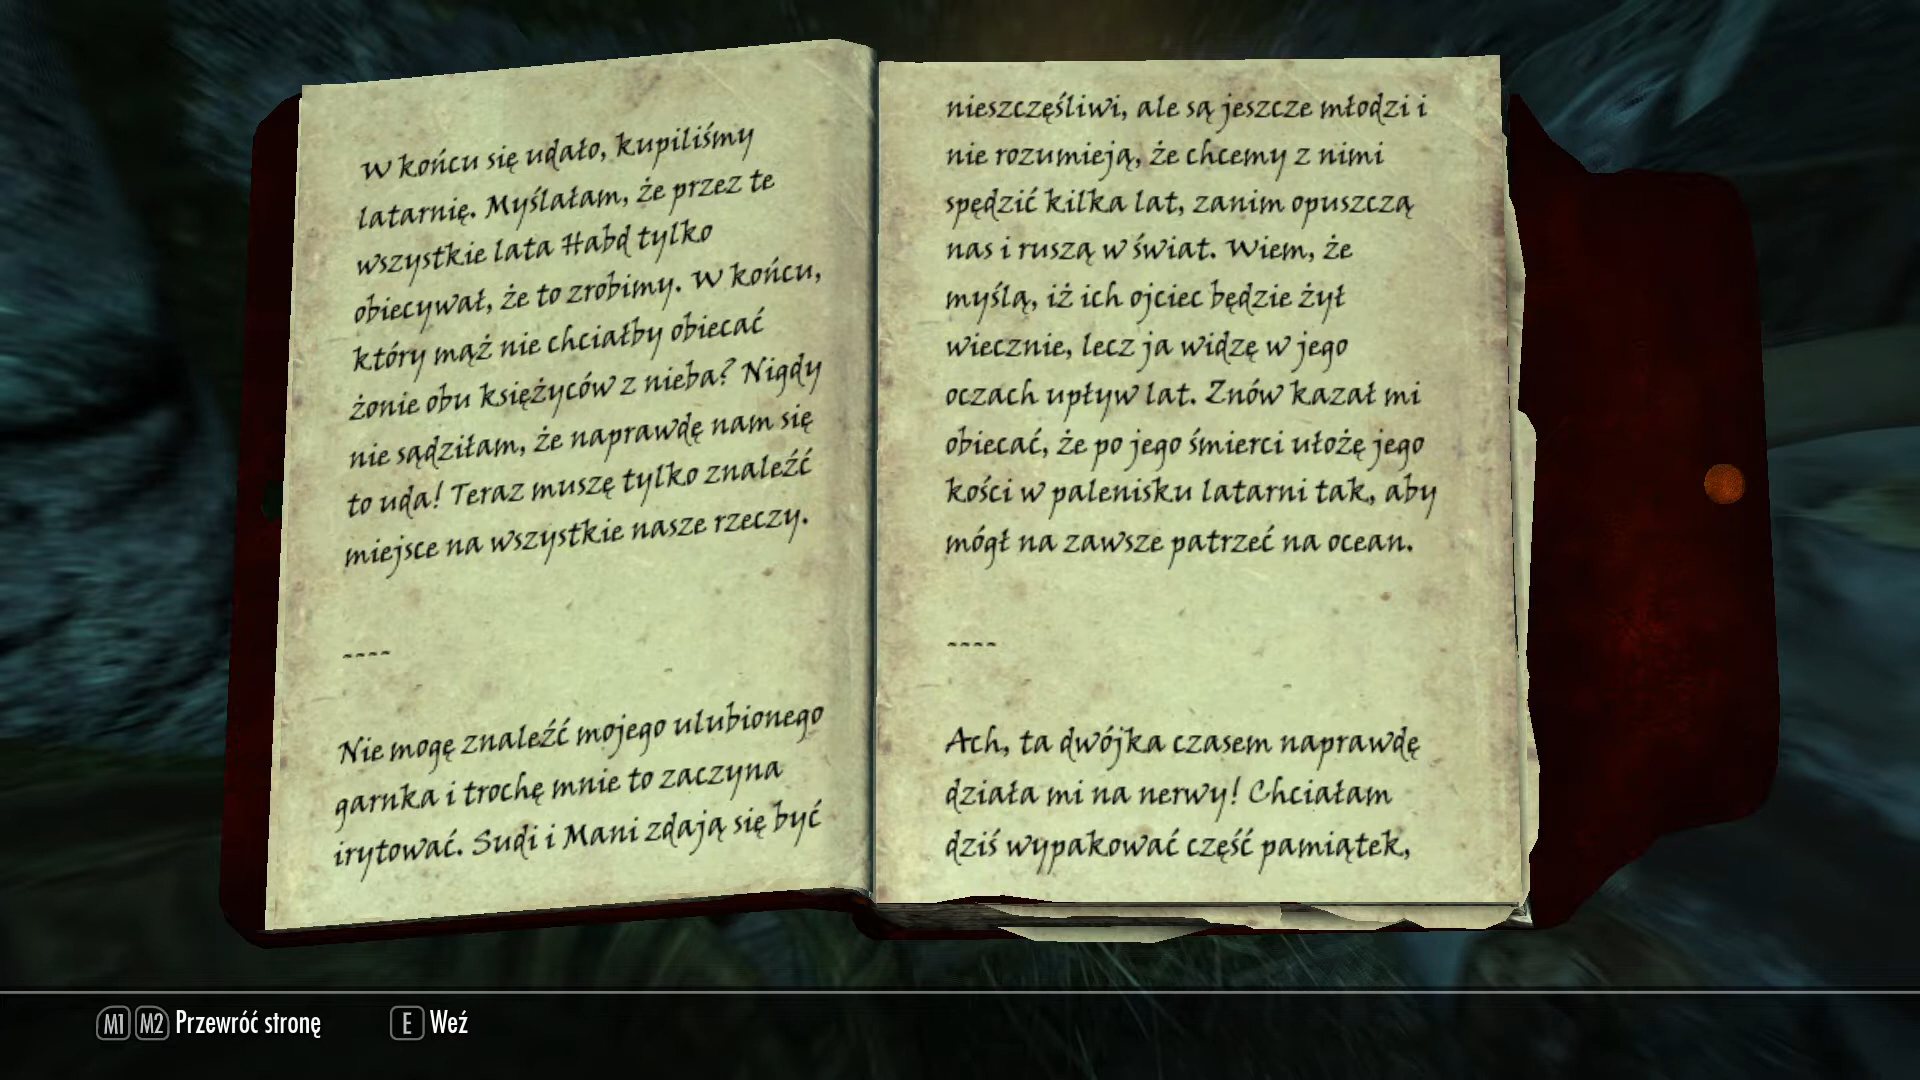 W końcu się udało, kupiliśmy
latarnię. Myślałam, że przez te
wszystkie lata Habd tylko
obiecywał, że to zrobimy. W końcu,
który mąż nie chciałby obiecać
żonie obu księżyców z nieba? Nigdy
nie sądziłam, że naprawdę nam się
to uda! Teraz muszę tylko znaleźć
miejsce na wszystkie nasze rzeczy.
~~~~
Nie mogę znaleźć mojego ulubionego
garnka i trochę mnie to zaczyna
irytować. Sudi i Mani zdają się być
nieszczęśliwi, ale są jeszcze młodzi i
nie rozumieją, że chcemy z nimi
spędzić kilka lat, zanim opuszczą
nas i ruszą w świat. Wiem, że
myślą, iż ich ojciec będzie żył
wiecznie, lecz ja widzę w jego
oczach upływ lat. Znów kazał mi
obiecać, że po jego śmierci ułożę jego
kości w palenisku latarni tak, aby
mógł na zawsze patrzeć na ocean.
~~~~
Ach, ta dwójka czasem naprawdę
działa mi na nerwy! Chciałam
dziś wypakować część pamiątek,
M1 M2 Przewróć stronę E Weź